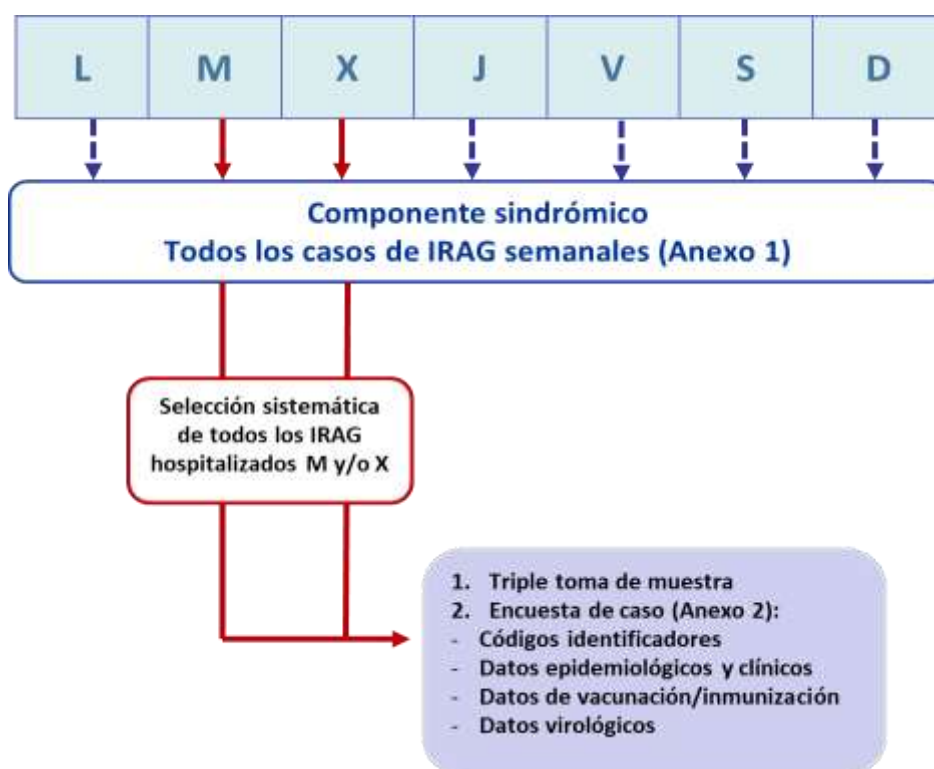 L M X J V S D
Componente sindrómico
Todos los casos de IRAG semanales (Anexo 1)
Selección sistemática
de todos los IRAG
hospitalizados M y/o X
1. Triple toma de muestra
2. Encuesta de caso (Anexo 2):
- Códigos identificadores
- Datos epidemiológicos y clínicos
- Datos de vacunación/inmunización
- Datos virológicos